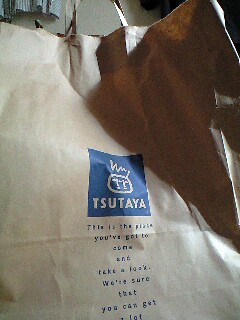 TSUTAYA
This is the place
you've got to
come
and
take a look.
We're sure
that
you can get
a lot